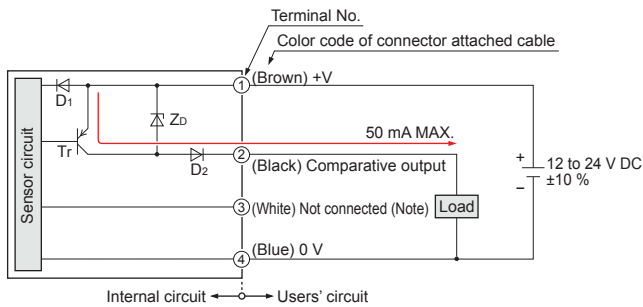 Terminal No.
Color code of connector attached cable
1 (Brown) +V
D1
ZD
50 mA MAX.
Tr
D2
2
(Black) Comparative output
+
12 to 24 V DC
±10 %
−
Sensor circuit
3 (White) Not connected (Note)
Load
4 (Blue) 0 V
Internal circuit
Users' circuit